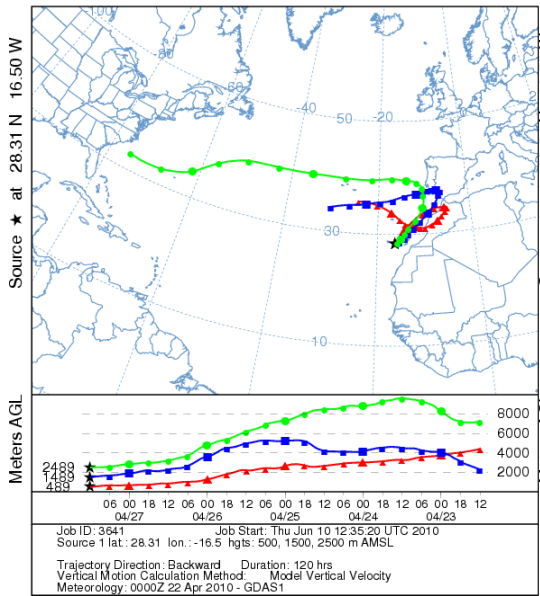 Source ★ at 28.31 N 16.50 W
-100
-80
-60
-40
-20
50
30
10
Meters AGL
2489
1489
489
8000
6000
4000
2000
06 00 18 12 06 00 18 12 06 00 18 12 06 00 18 12 06 00 18 12
04/27 04/26 04/25 04/24 04/23
Job ID: 3641 Job Start: Thu Jun 10 12:35:20 UTC 2010
Source 1 lat.: 28.31 lon.: -16.5 hgts: 500, 1500, 2500 m AMSL
Trajectory Direction: Backward Duration: 120 hrs
Vertical Motion Calculation Method: Model Vertical Velocity
Meteorology: 0000Z 22 Apr 2010 - GDAS1